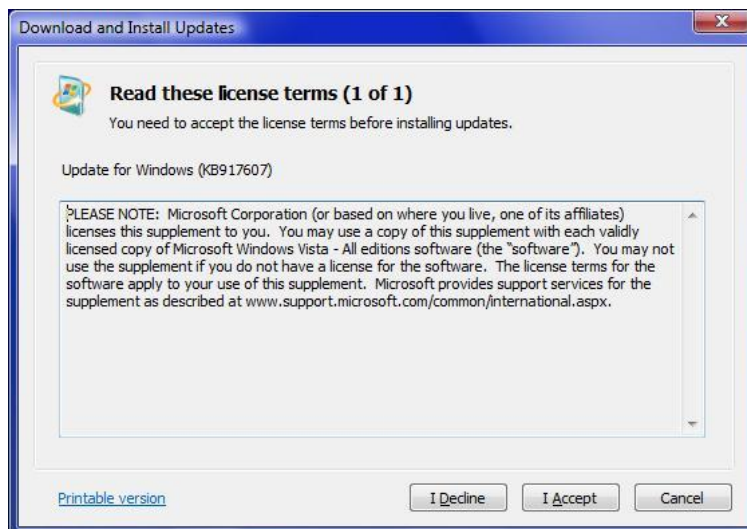 Download and Install Updates
Read these license terms (1 of 1)
You need to accept the license terms before installing updates.
Update for Windows (KB917607)
PLEASE NOTE:  Microsoft Corporation (or based on where you live, one of its affiliates)
licenses this supplement to you.  You may use a copy of this supplement with each validly
licensed copy of Microsoft Windows Vista - All editions software (the “software”).  You may not
use the supplement if you do not have a license for the software.  The license terms for the
software apply to your use of this supplement.  Microsoft provides support services for the
supplement as described at www.support.microsoft.com/common/international.aspx.
Printable version
I Decline
I Accept
Cancel